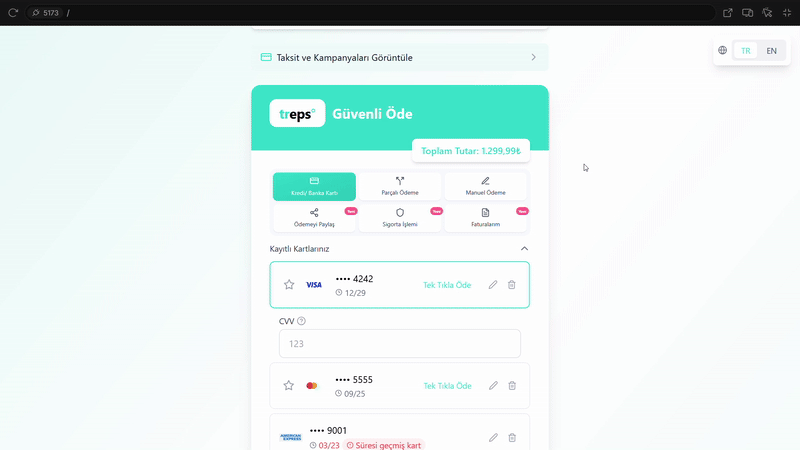 5173 /
TR EN
Taksit ve Kampanyaları Görüntüle
treps Güvenli Öde
Toplam Tutar: 1.299,99₺
Kredi/ Banka Kartı Parçalı Ödeme Manuel Ödeme
Yeni Yeni Yeni
Ödemeyi Paylaş Sigorta İşlemi Faturalarım
Kayıtlı Kartlarınız
VISA •••• 4242 Tek Tıkla Öde
12/29
CVV ?
123
•••• 5555 Tek Tıkla Öde
09/25
AMERICAN EXPRESS •••• 9001
03/23 Süresi geçmiş kart